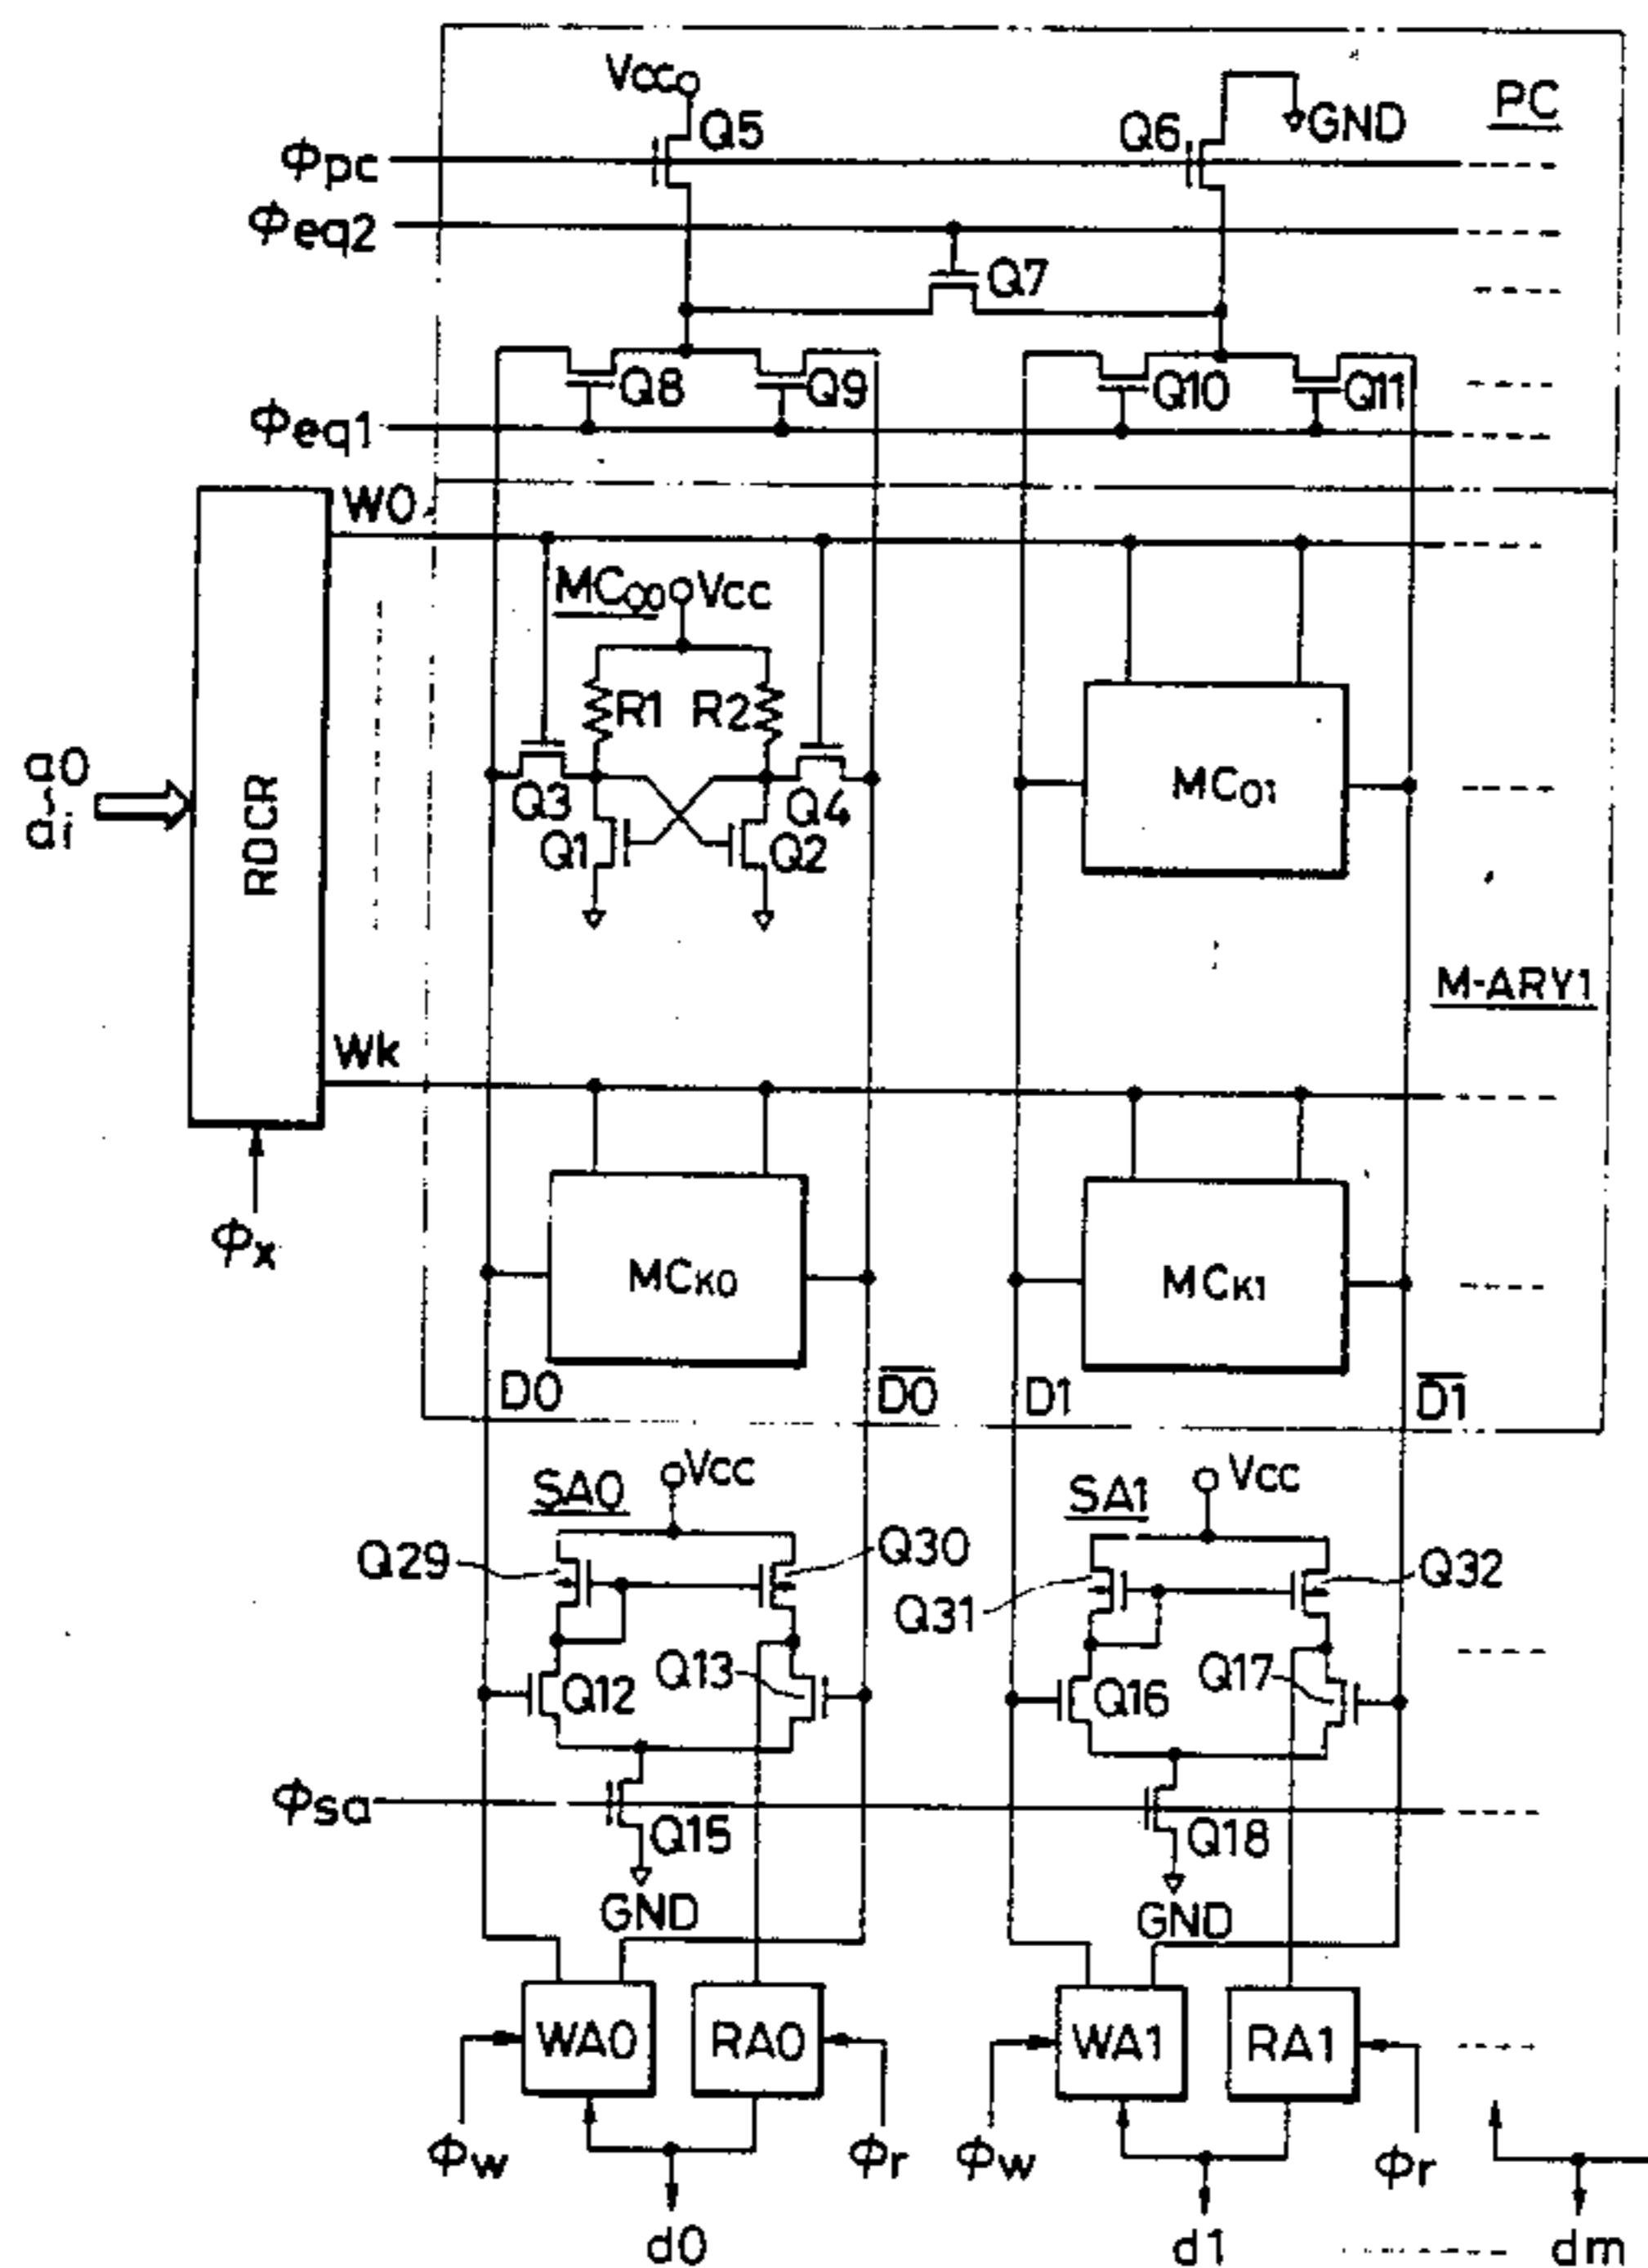 Vcc
Q5
Q6
GND
PC
ϕpc
ϕeq2
Q7
Q8
Q9
Q10
Q11
ϕeq1
W0
MC00
Vcc
R1
R2
Q3
Q4
Q1
Q2
MC01
a0
~
ai
RDCR
M-ARY1
Wk
ϕx
MCK0
MCK1
D0
D̅0̅
D1
D̅1̅
SA0
Vcc
SA1
Vcc
Q29
Q30
Q31
Q32
Q12
Q13
Q16
Q17
ϕsa
Q15
Q18
GND
GND
WA0
RA0
WA1
RA1
ϕw
ϕr
ϕw
ϕr
d0
d1
dm